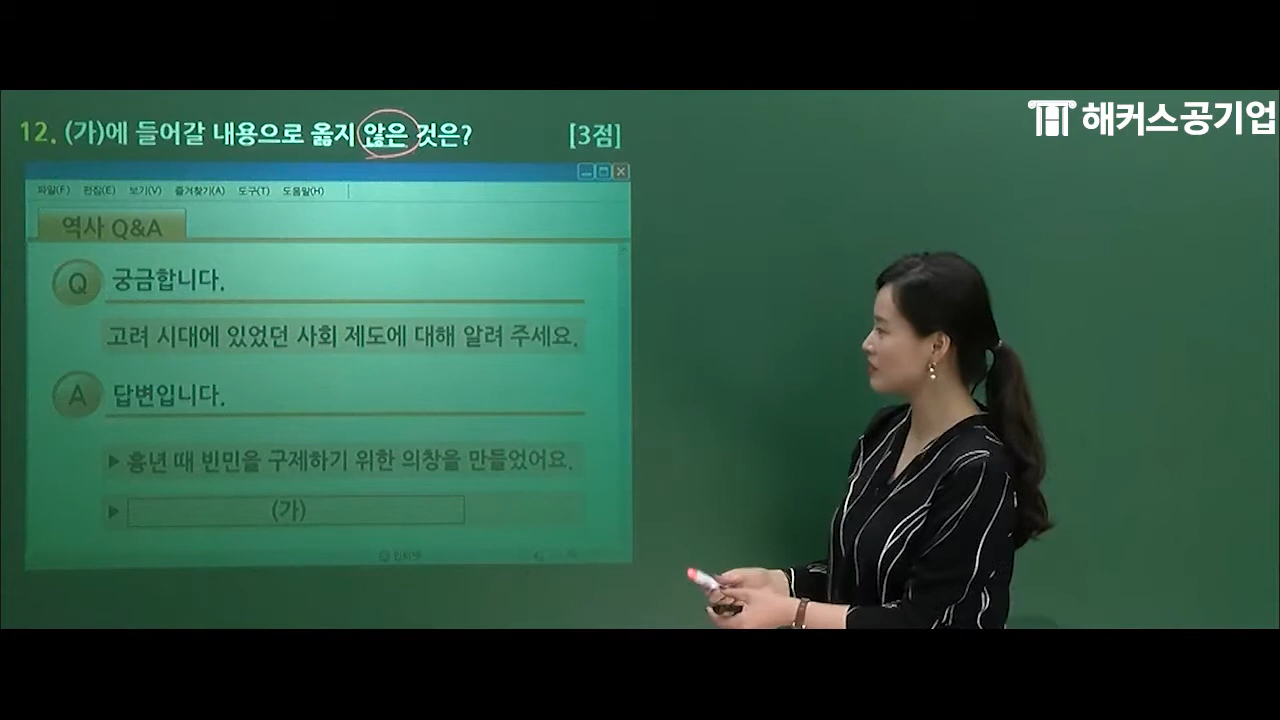 12. (가)에 들어갈 내용으로 옳지 않은 것은? [3점]
해커스공기업
파일(F) 편집(E) 보기(V) 즐겨찾기(A) 도구(T) 도움말(H)
역사 Q&A
Q 궁금합니다.
고려 시대에 있었던 사회 제도에 대해 알려 주세요.
A 답변입니다.
▶ 흉년 때 빈민을 구제하기 위한 의창을 만들었어요.
▶ (가)
인터넷